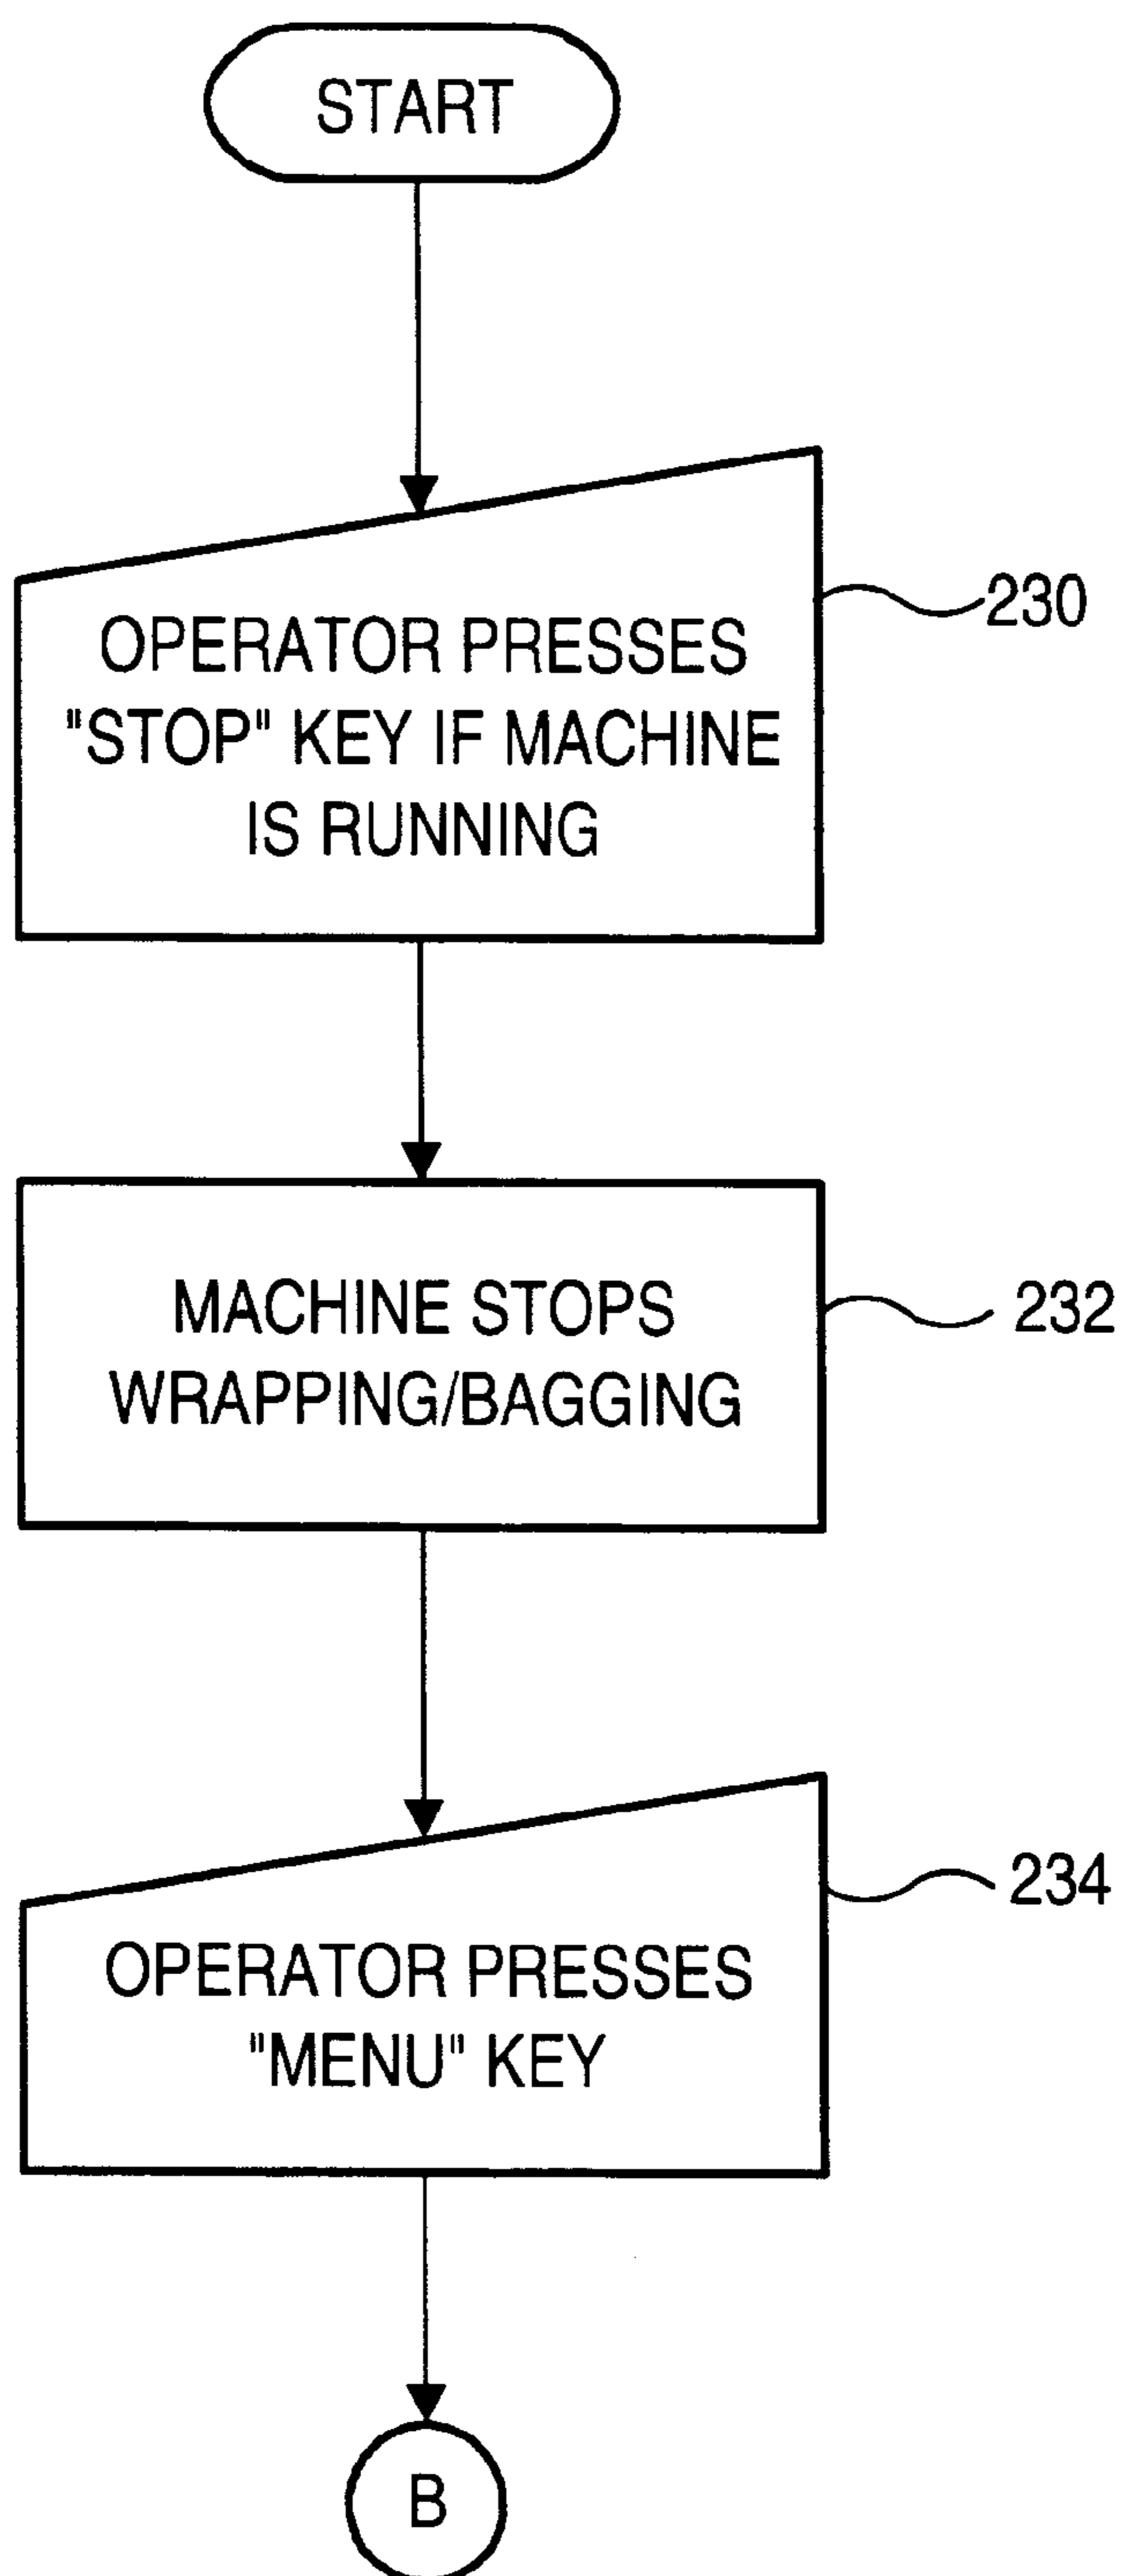 START
OPERATOR PRESSES
"STOP" KEY IF MACHINE
IS RUNNING
230
MACHINE STOPS
WRAPPING/BAGGING
232
OPERATOR PRESSES
"MENU" KEY
234
B